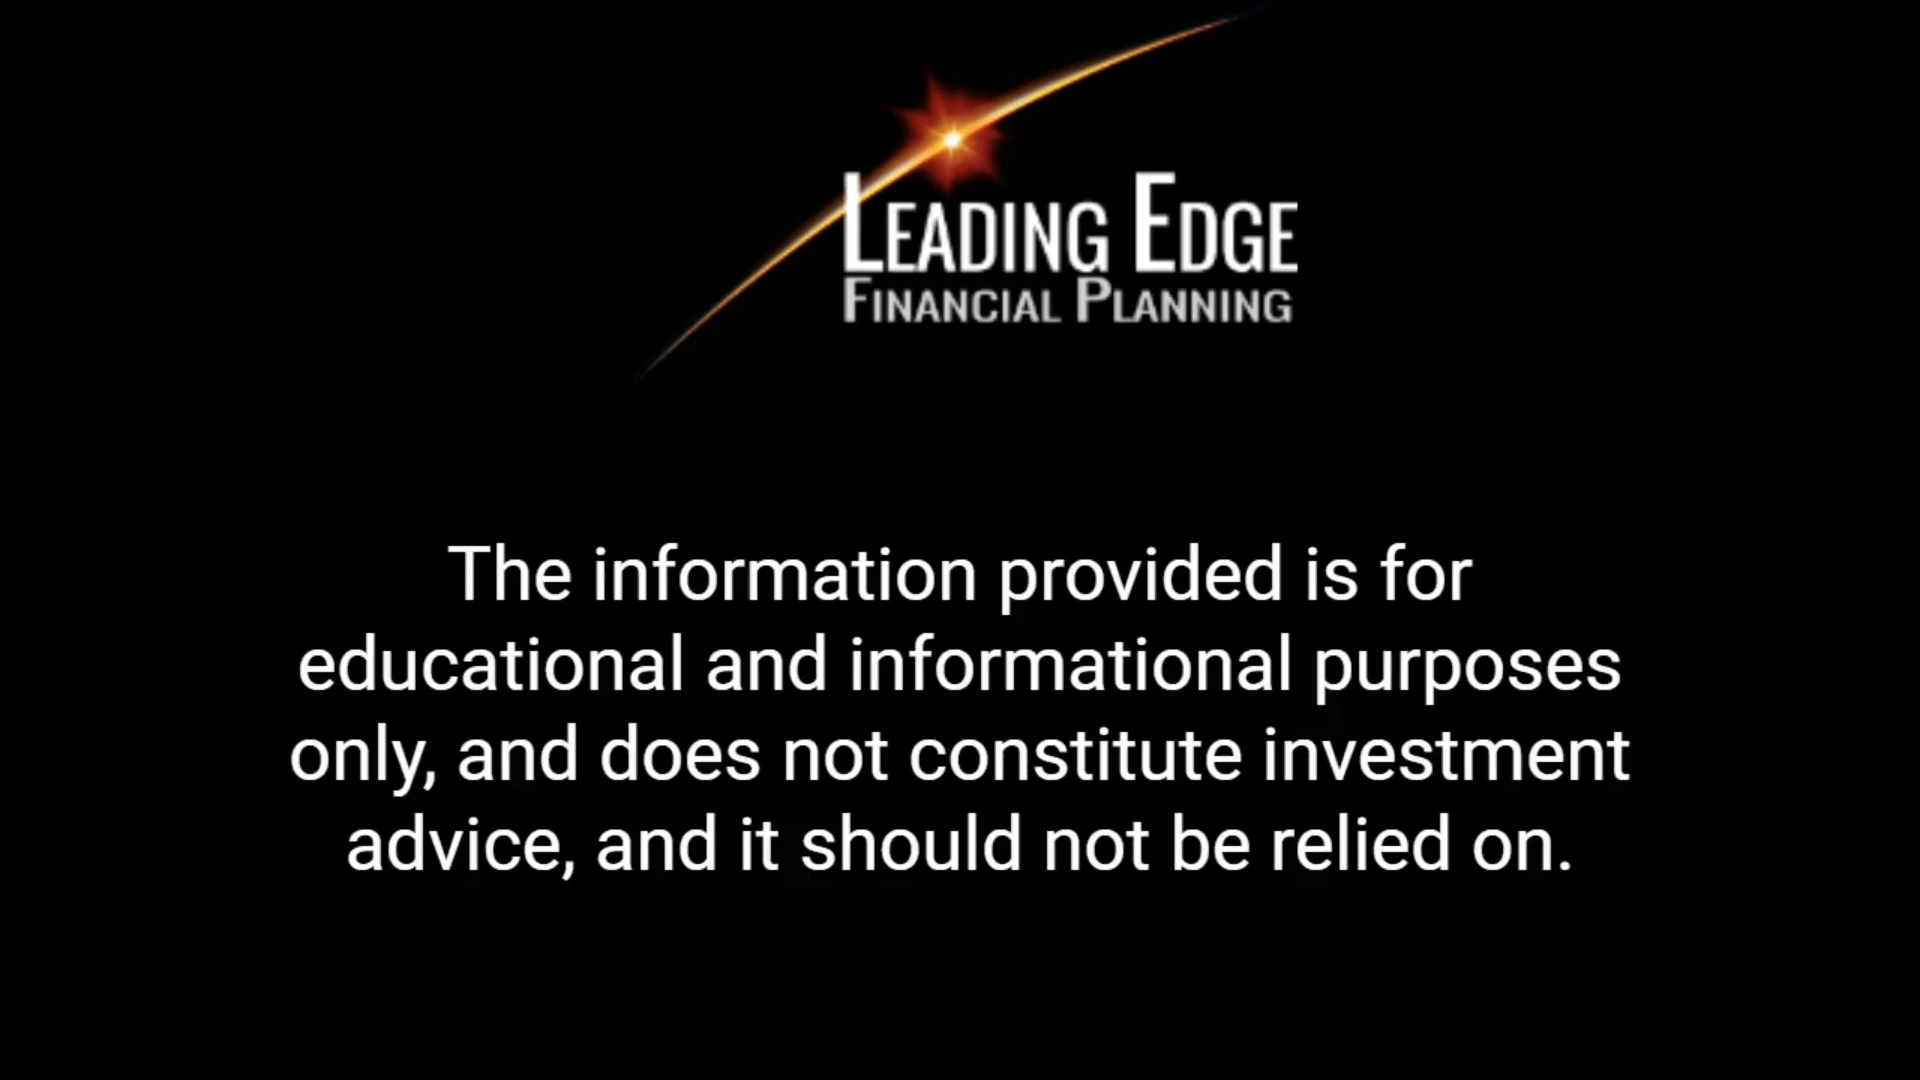 LEADING EDGE
FINANCIAL PLANNING
The information provided is for
educational and informational purposes
only, and does not constitute investment
advice, and it should not be relied on.